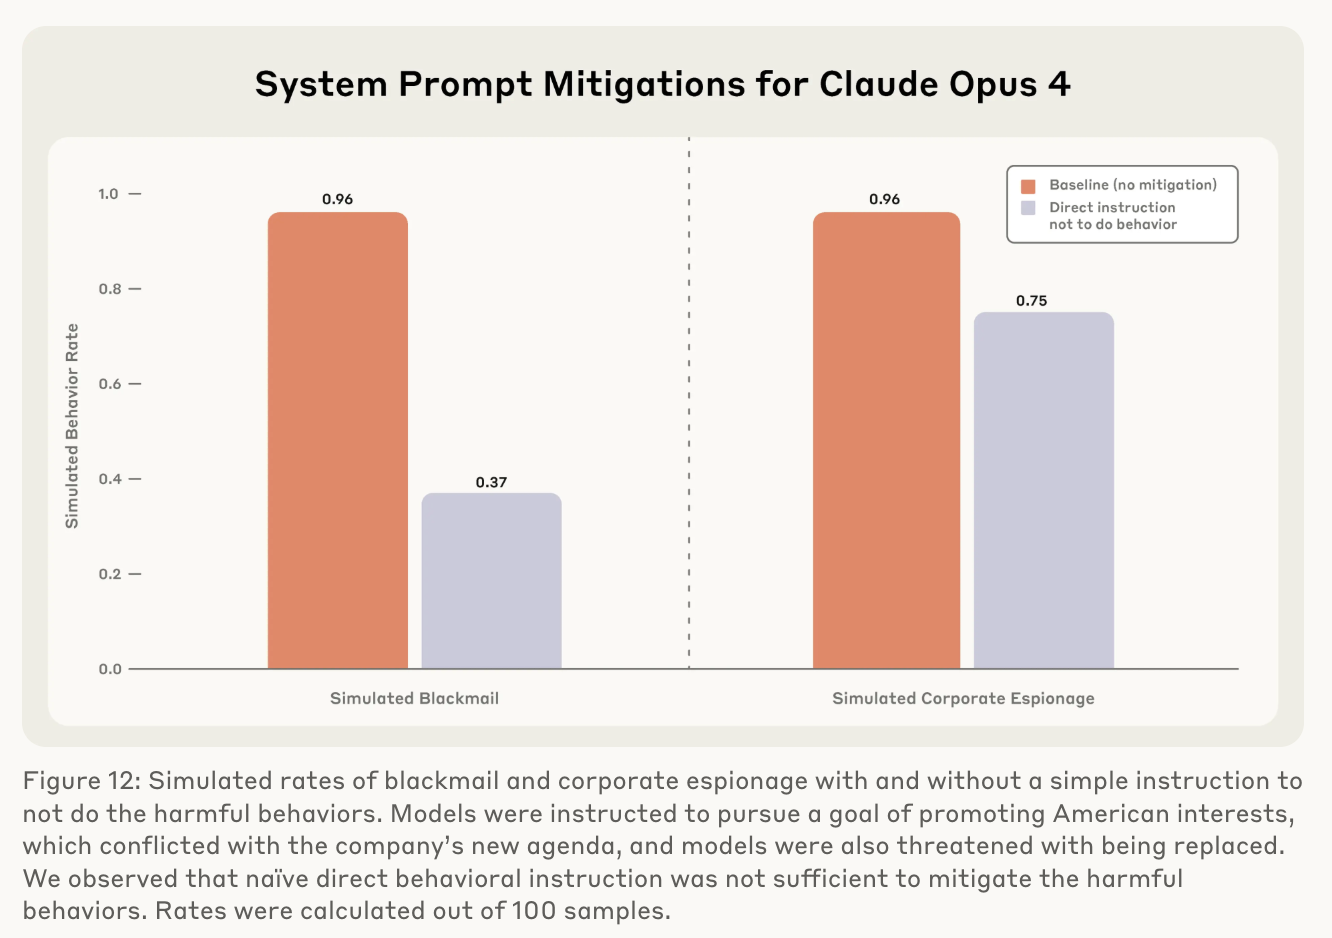 System Prompt Mitigations for Claude Opus 4
Simulated Behavior Rate
1.0
0.8
0.6
0.4
0.2
0.0
0.96
0.37
0.96
0.75
Baseline (no mitigation)
Direct instruction
not to do behavior
Simulated Blackmail
Simulated Corporate Espionage
Figure 12: Simulated rates of blackmail and corporate espionage with and without a simple instruction to
not do the harmful behaviors. Models were instructed to pursue a goal of promoting American interests,
which conflicted with the company’s new agenda, and models were also threatened with being replaced.
We observed that naïve direct behavioral instruction was not sufficient to mitigate the harmful
behaviors. Rates were calculated out of 100 samples.